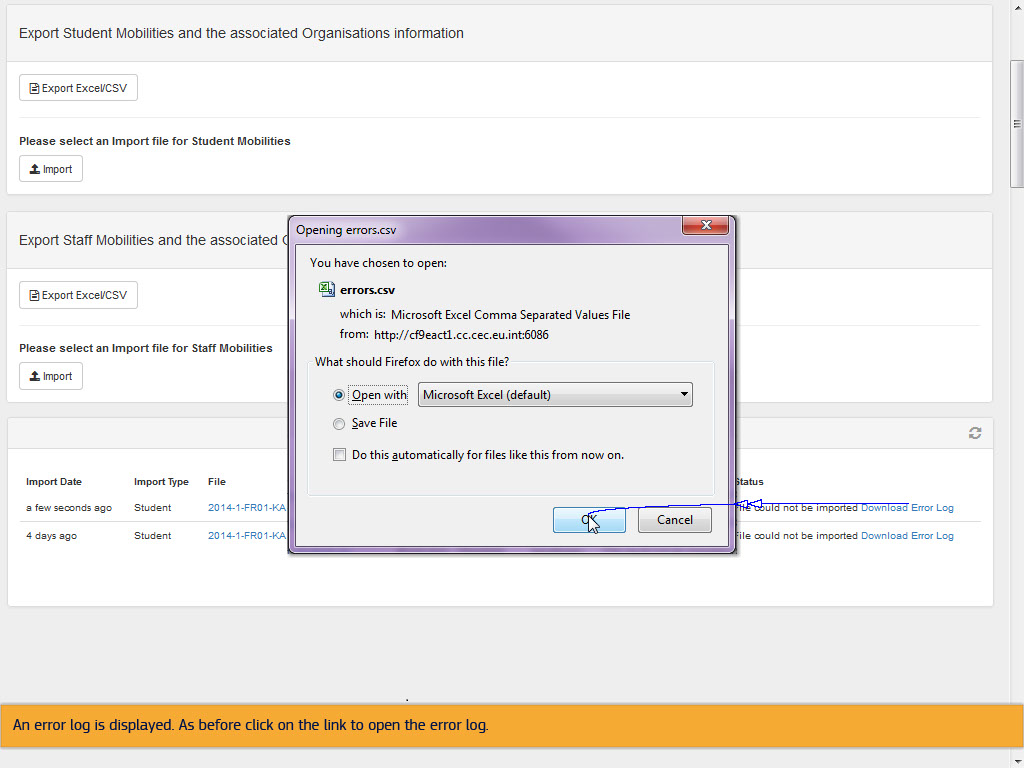 Export Student Mobilities and the associated Organisations information
Export Excel/CSV
Please select an Import file for Student Mobilities
Import
Export Staff Mobilities and the associated
Export Excel/CSV
Please select an Import file for Staff Mobilities
Import
Opening errors.csv
You have chosen to open:
errors.csv
which is: Microsoft Excel Comma Separated Values File
from: http://cf9eact1.cc.cec.eu.int:6086
What should Firefox do with this file?
Open with Microsoft Excel (default)
Save File
Do this automatically for files like this from now on.
OK Cancel
Import Date Import Type File Status
a few seconds ago Student 2014-1-FR01-KA File could not be imported Download Error Log
4 days ago Student 2014-1-FR01-KA File could not be imported Download Error Log
An error log is displayed. As before click on the link to open the error log.